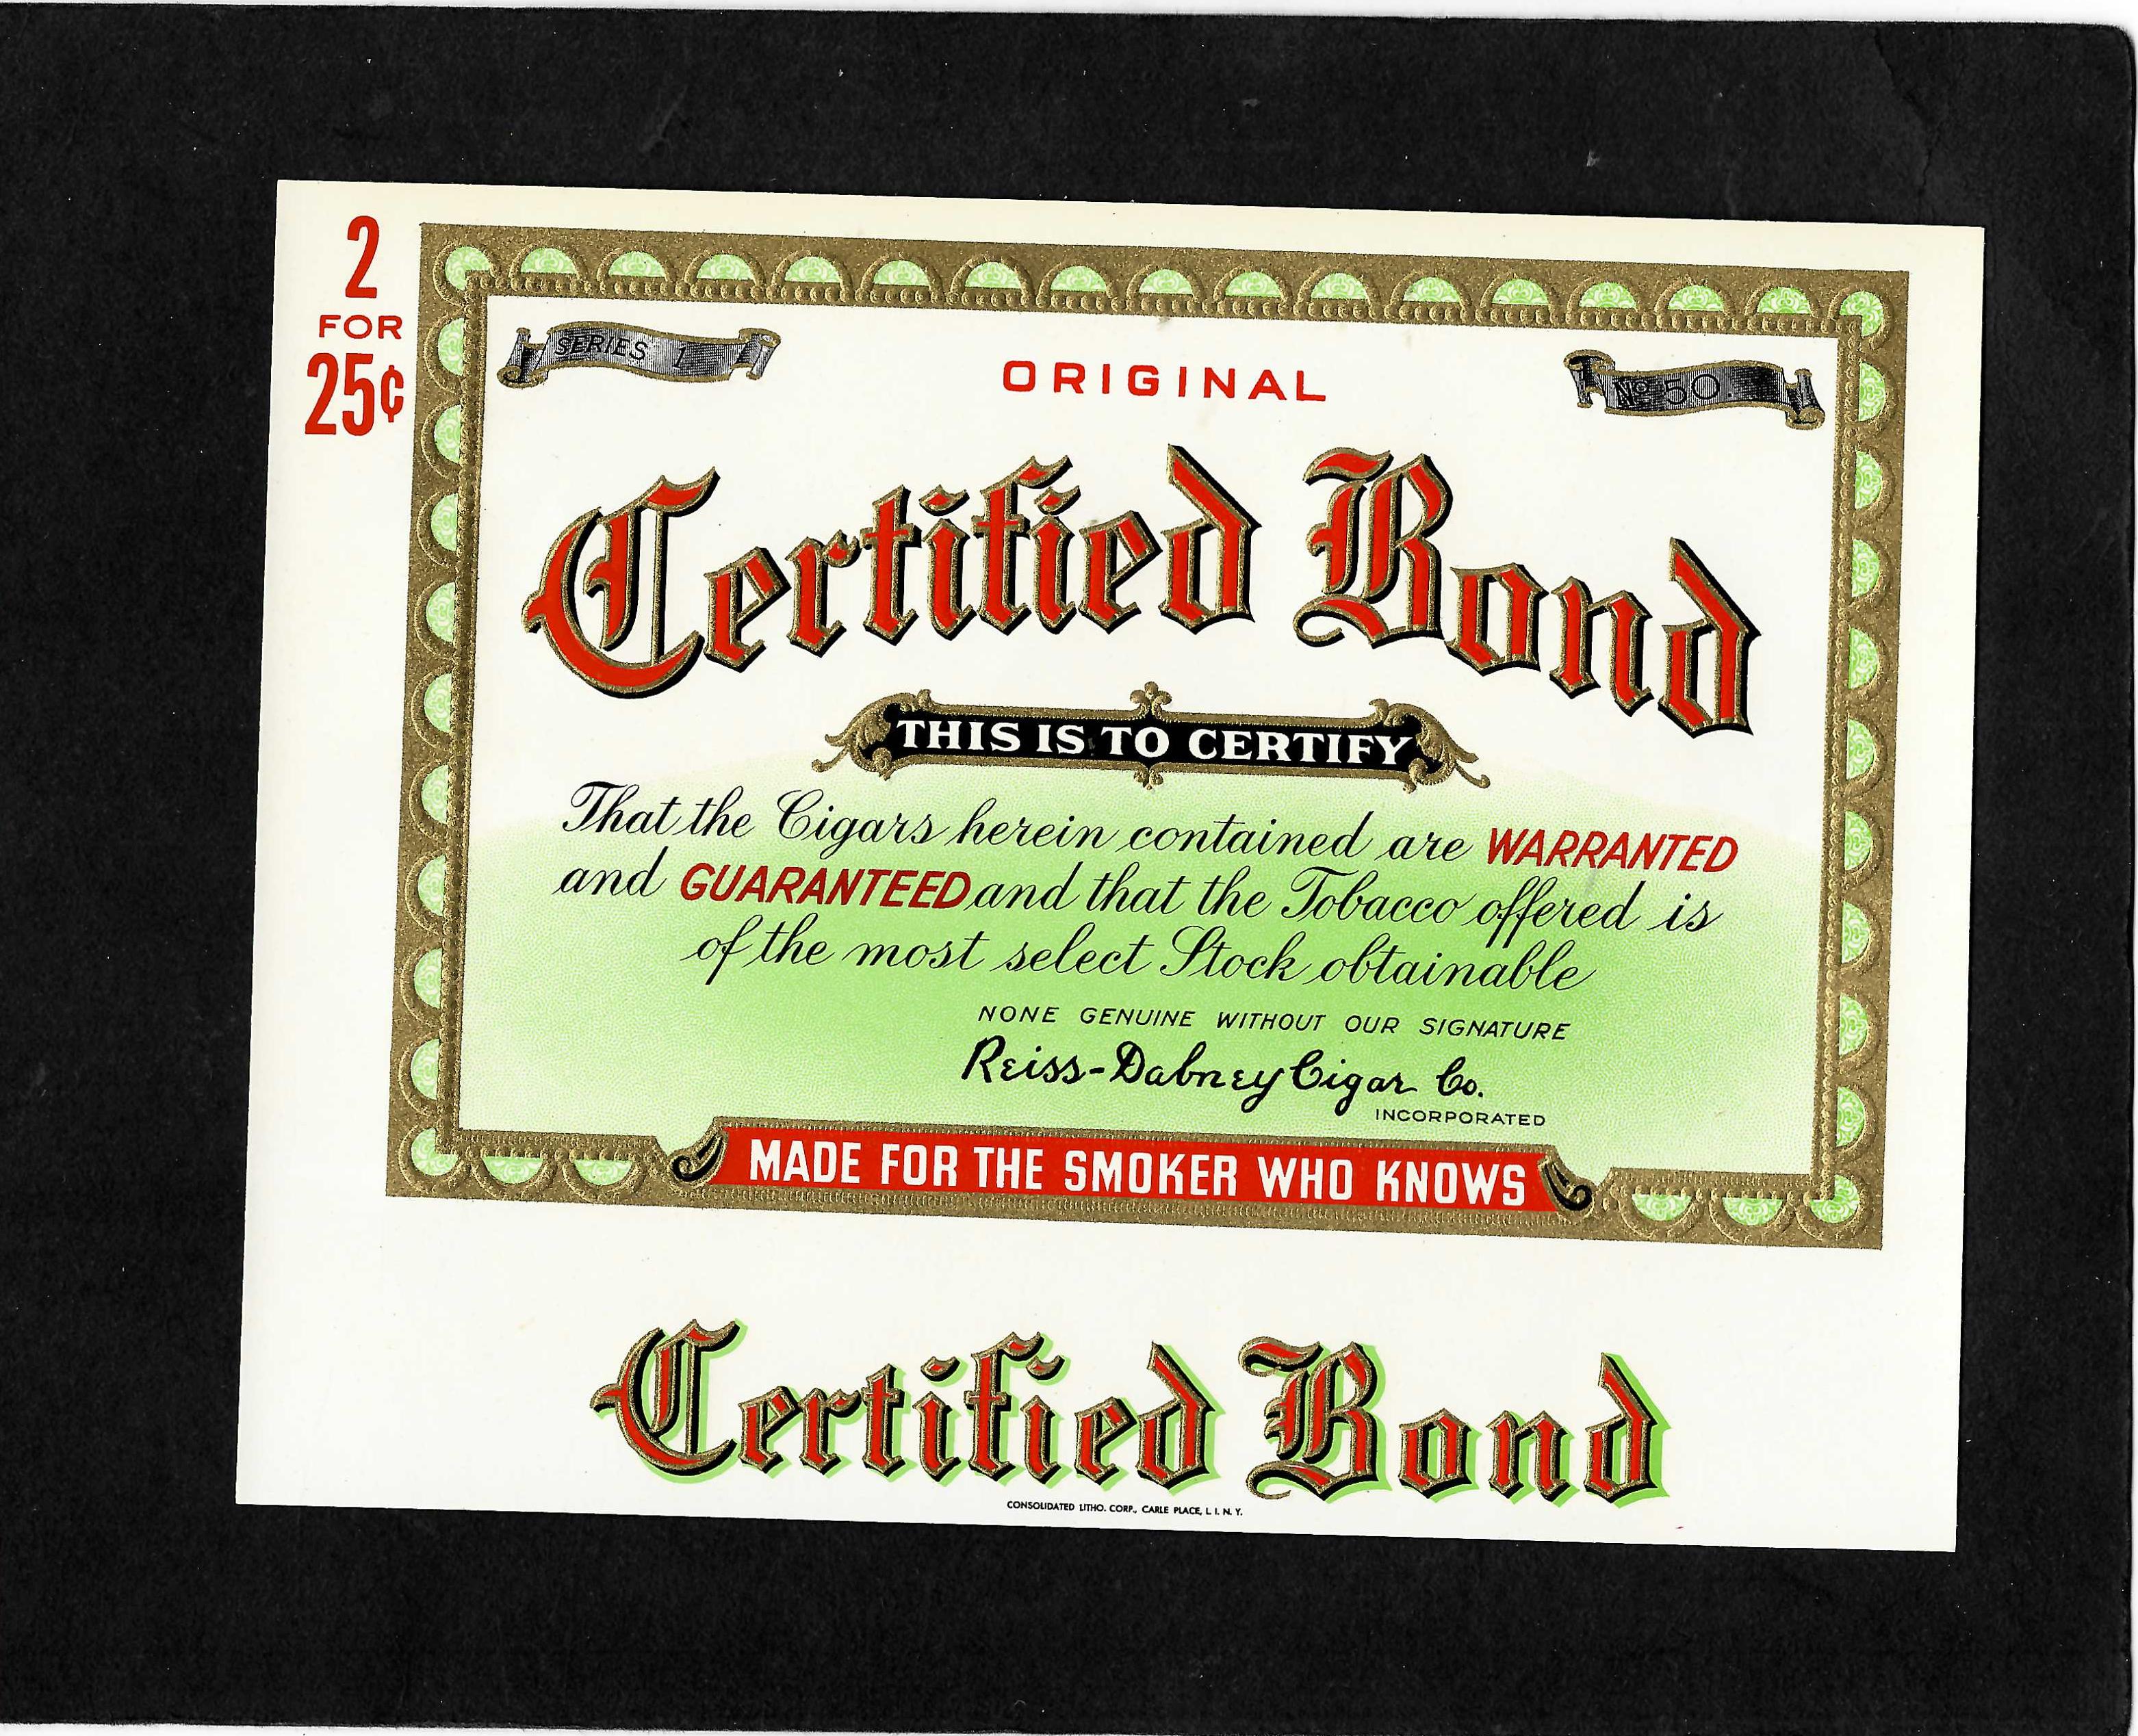 2
FOR
25¢
SERIES 1
ORIGINAL
No 50.
Certified Bond
THIS IS TO CERTIFY
That the Cigars herein contained are WARRANTED
and GUARANTEED and that the Tobacco offered is
of the most select Stock obtainable
NONE GENUINE WITHOUT OUR SIGNATURE
Reiss-Dabney Cigar Co.
INCORPORATED
MADE FOR THE SMOKER WHO KNOWS
Certified Bond
CONSOLIDATED LITHO. CORP., CARLE PLACE, L. I. N. Y.